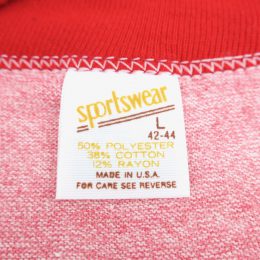 sportswear
L
42-44
50% POLYESTER
38% COTTON
12% RAYON
MADE IN U.S.A.
FOR CARE SEE REVERSE